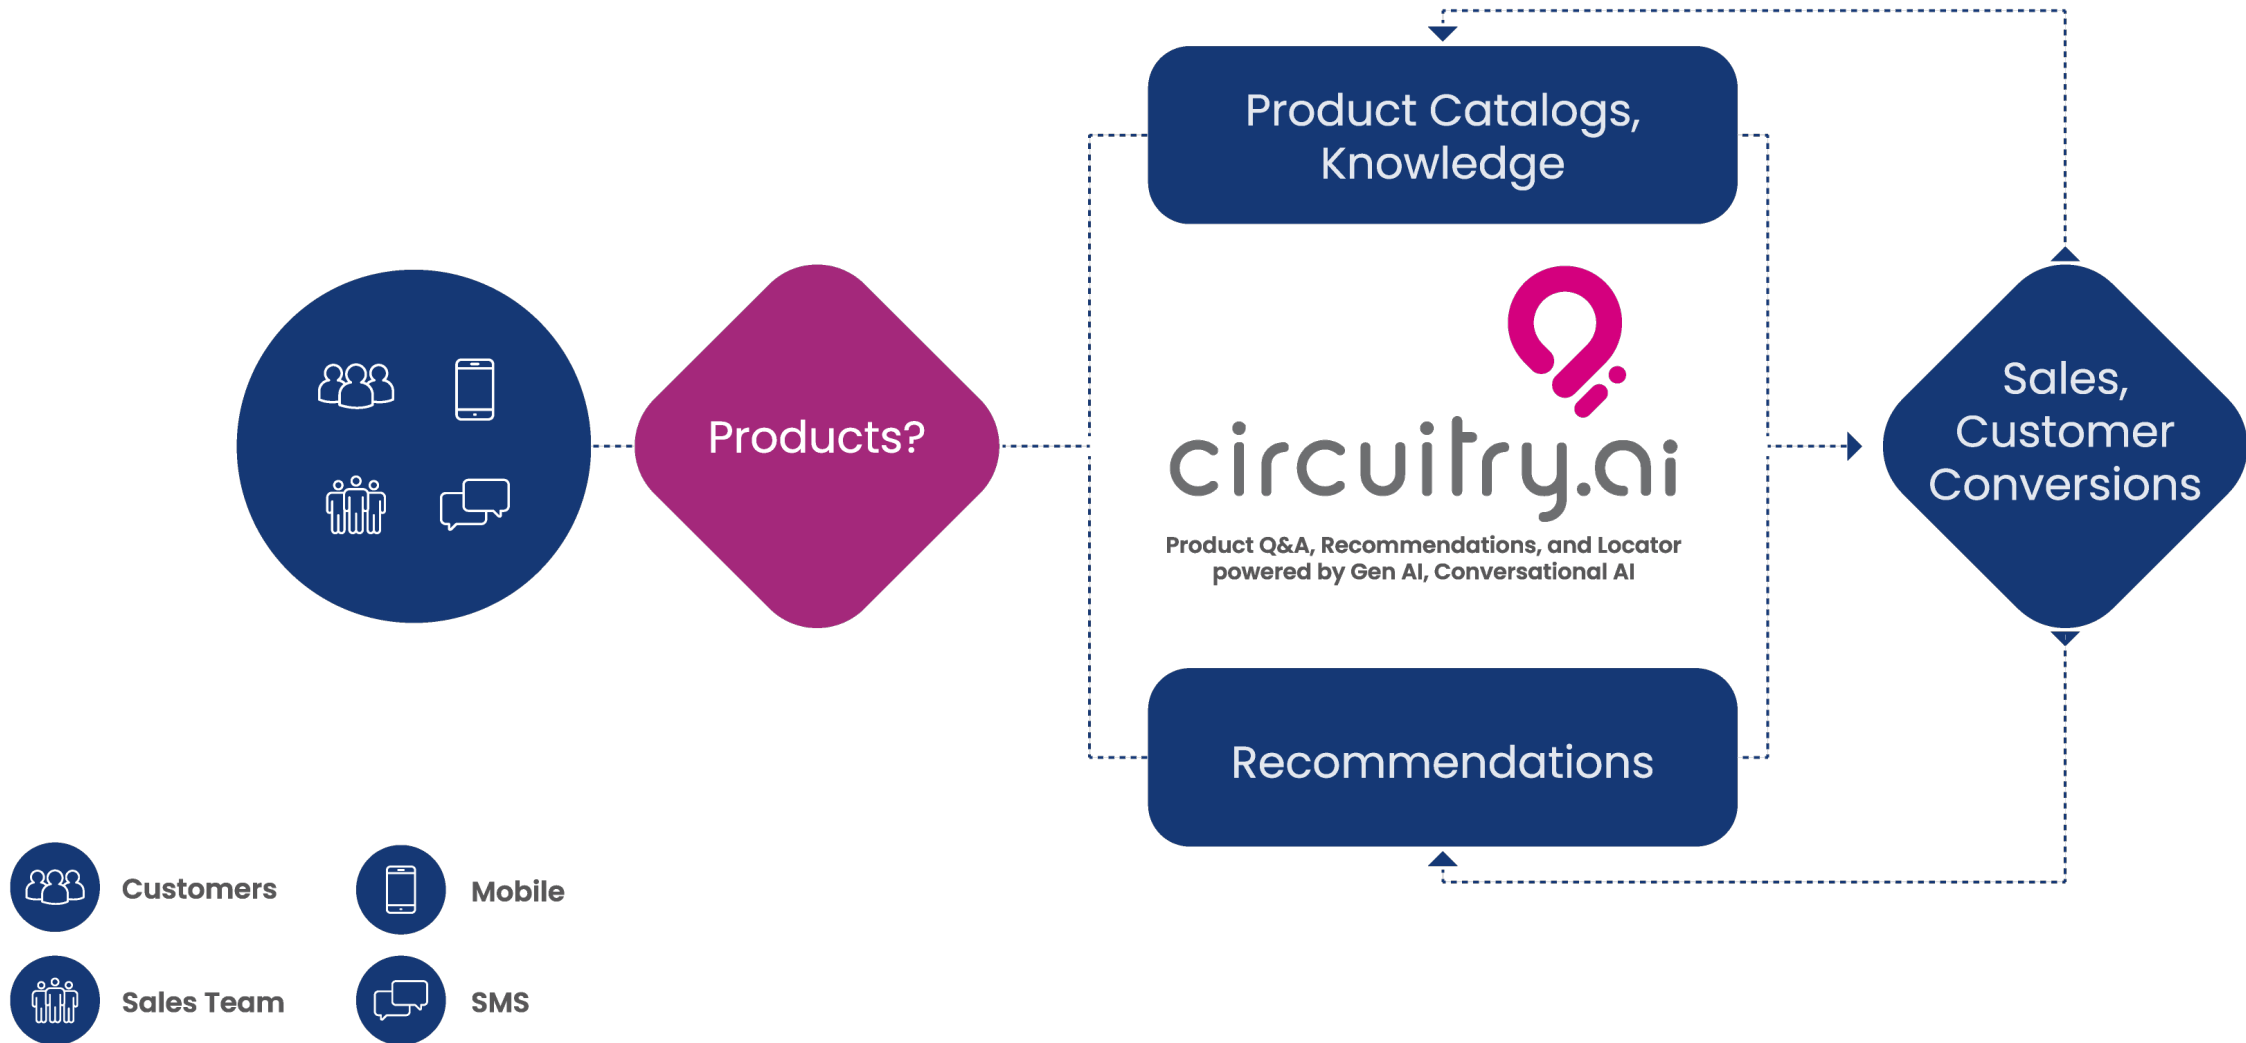 Product Catalogs,
Knowledge
Products?
circuitry.ai
Product Q&A, Recommendations, and Locator
powered by Gen AI, Conversational AI
Sales,
Customer
Conversions
Recommendations
Customers
Mobile
Sales Team
SMS